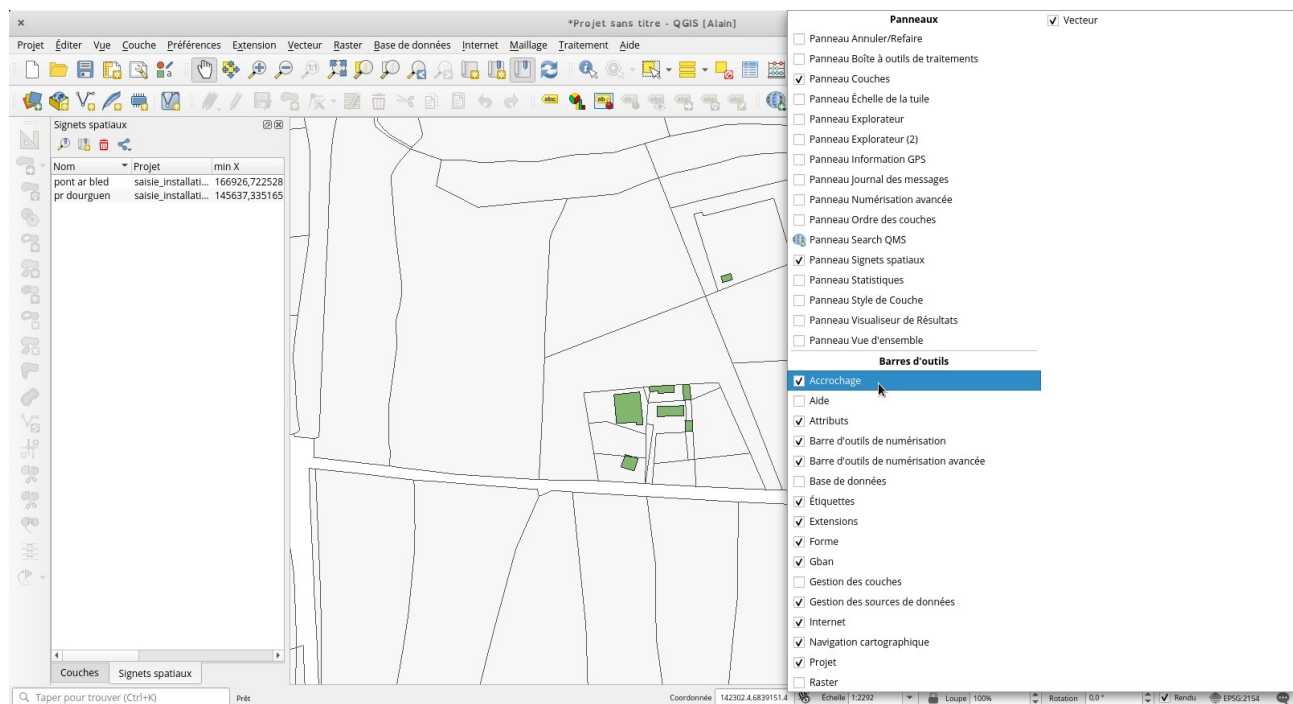 *Projet sans titre - QGIS [Alain]
Projet Éditer Vue Couche Préférences Extension Vecteur Raster Base de données Internet Maillage Traitement Aide
abc
ab
Signets spatiaux
Nom Projet min X
pont ar bled saisie_installati... 166926,722528
pr dourguen saisie_installati... 145637,335165
Couches Signets spatiaux
Taper pour trouver (Ctrl+K) Prêt Coordonnée 142302.4,6839151.4 Échelle 1:2292 Loupe 100% Rotation 0,0 ° Rendu EPSG:2154
Panneaux
Panneau Annuler/Refaire
Panneau Boîte à outils de traitements
Panneau Couches
Panneau Échelle de la tuile
Panneau Explorateur
Panneau Explorateur (2)
Panneau Information GPS
Panneau Journal des messages
Panneau Numérisation avancée
Panneau Ordre des couches
Panneau Search QMS
Panneau Signets spatiaux
Panneau Statistiques
Panneau Style de Couche
Panneau Visualiseur de Résultats
Panneau Vue d'ensemble
Barres d'outils
Accrochage
Aide
Attributs
Barre d'outils de numérisation
Barre d'outils de numérisation avancée
Base de données
Étiquettes
Extensions
Forme
Gban
Gestion des couches
Gestion des sources de données
Internet
Navigation cartographique
Projet
Raster
Vecteur